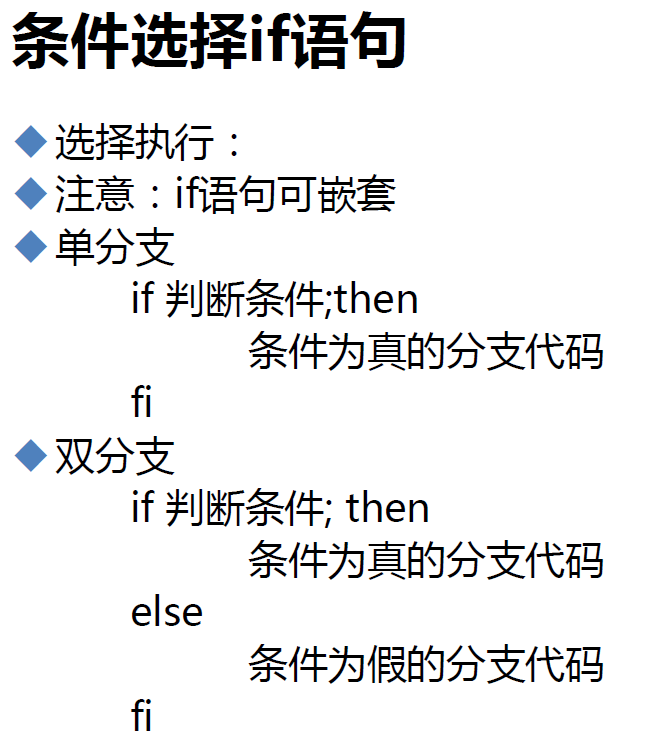 条件选择if语句
选择执行：
注意：if语句可嵌套
单分支
if 判断条件;then
条件为真的分支代码
fi
双分支
if 判断条件; then
条件为真的分支代码
else
条件为假的分支代码
fi